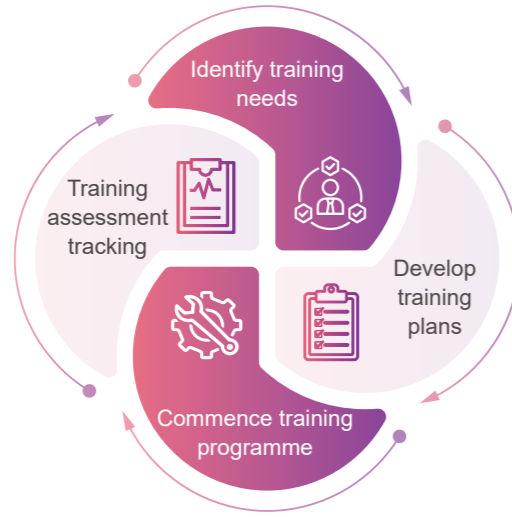 Identify training
needs
Develop
training
plans
Commence training
programme
Training
assessment
tracking